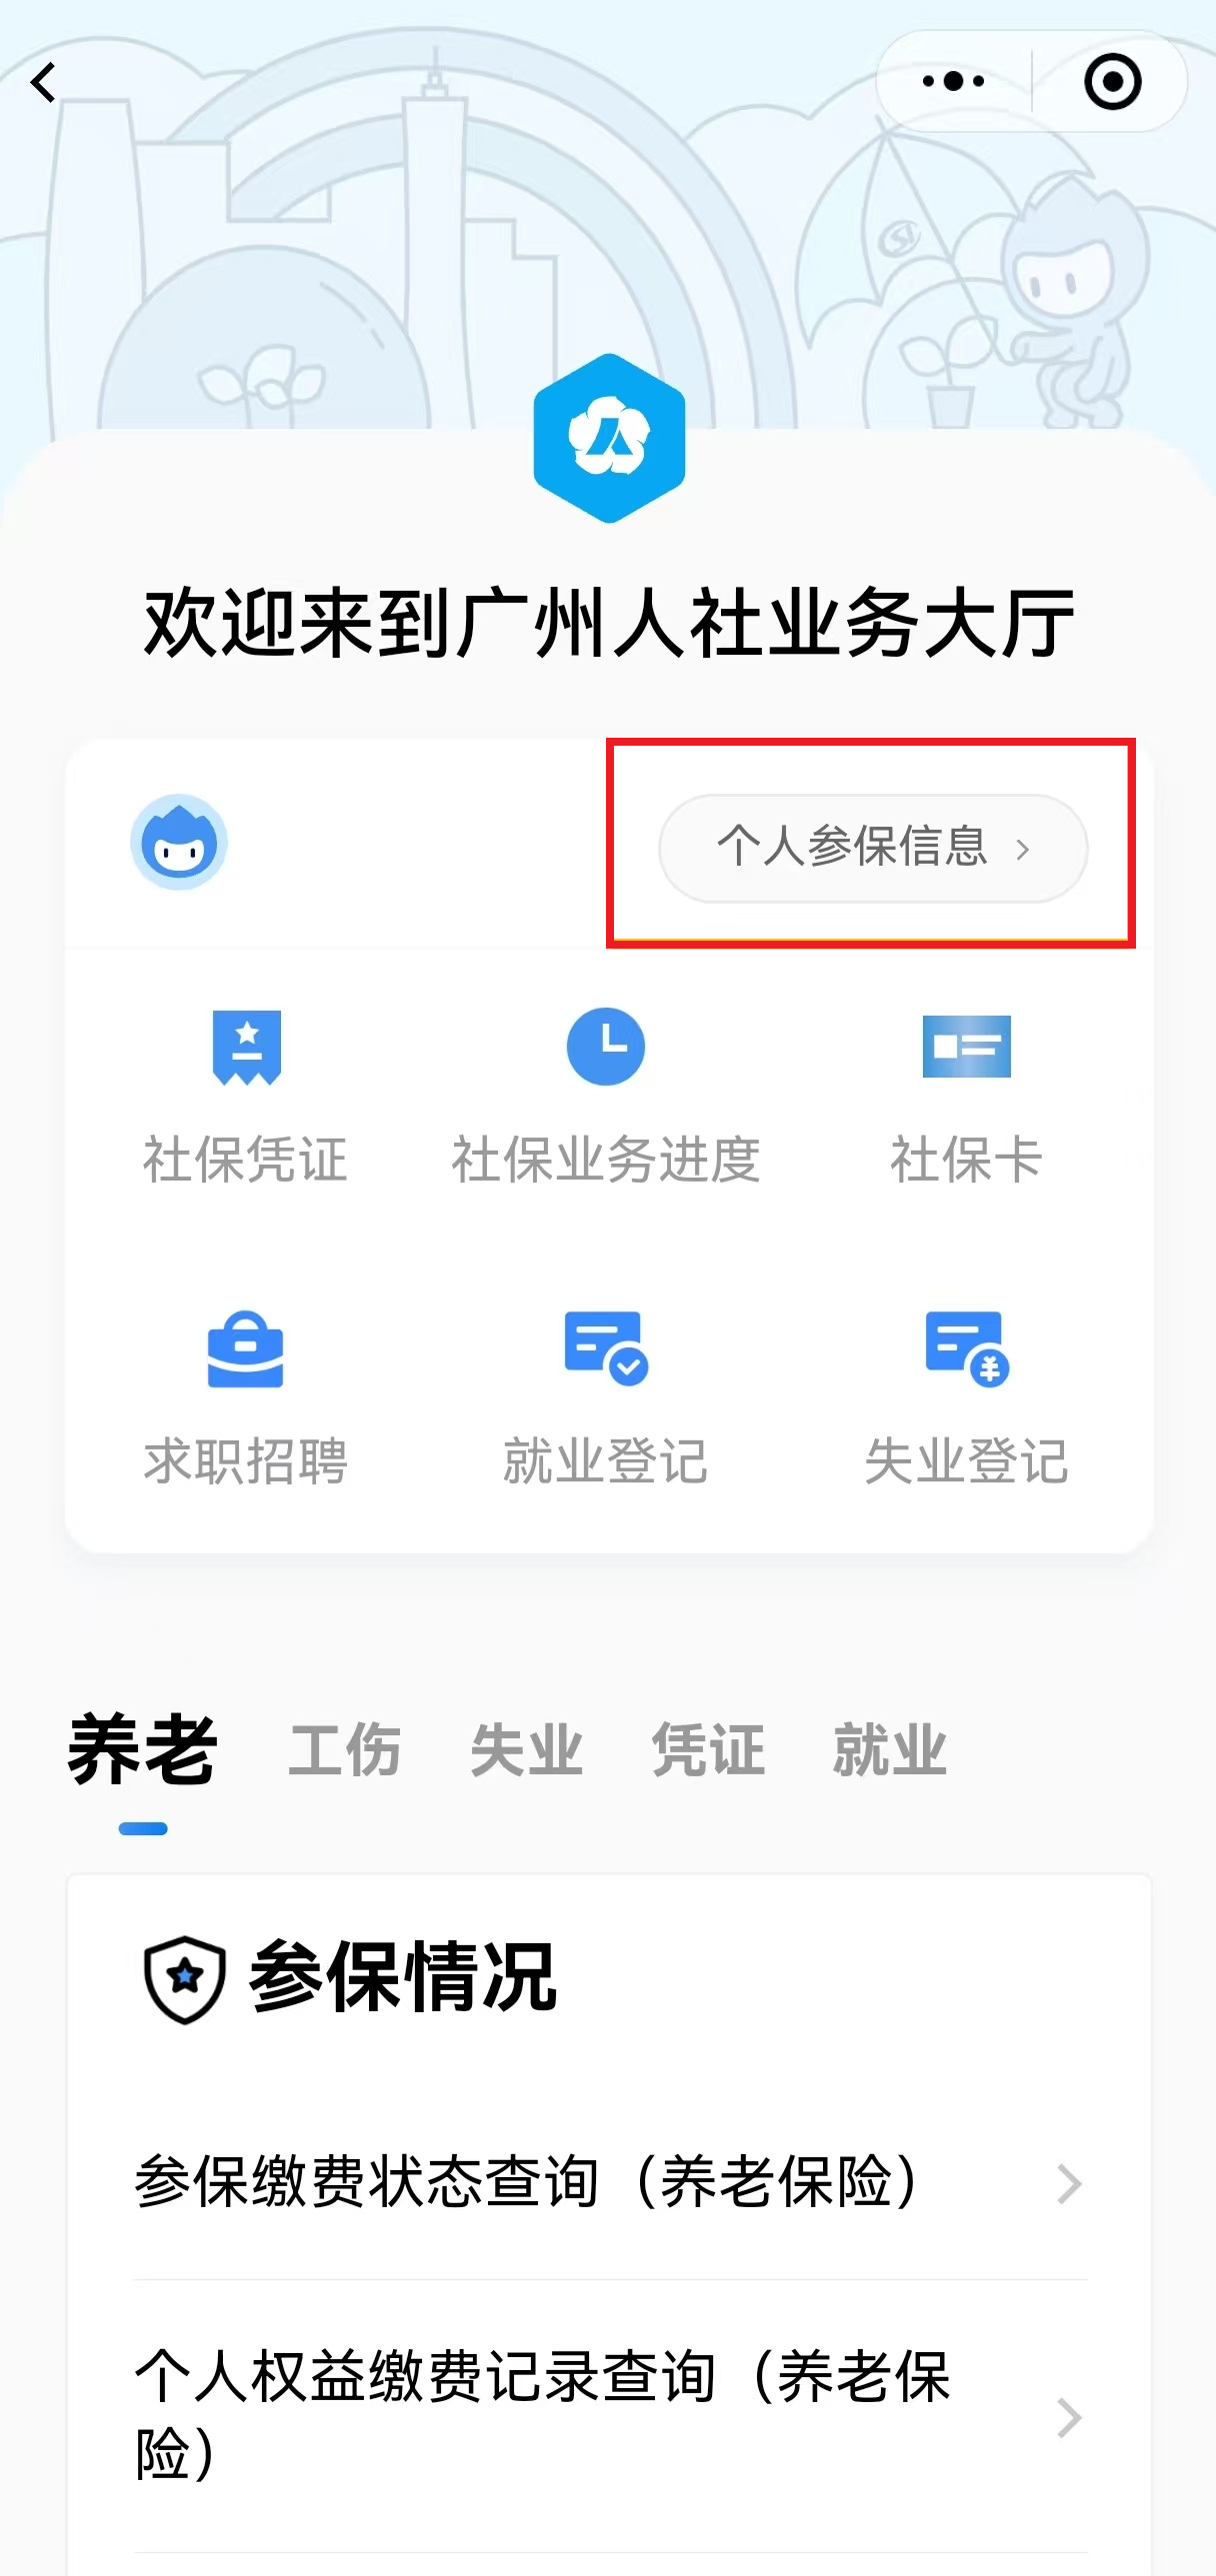 欢迎来到广州人社业务大厅
个人参保信息
社保凭证 社保业务进度 社保卡
求职招聘 就业登记 失业登记
养老 工伤 失业 凭证 就业
参保情况
参保缴费状态查询（养老保险）
个人权益缴费记录查询（养老保
险）